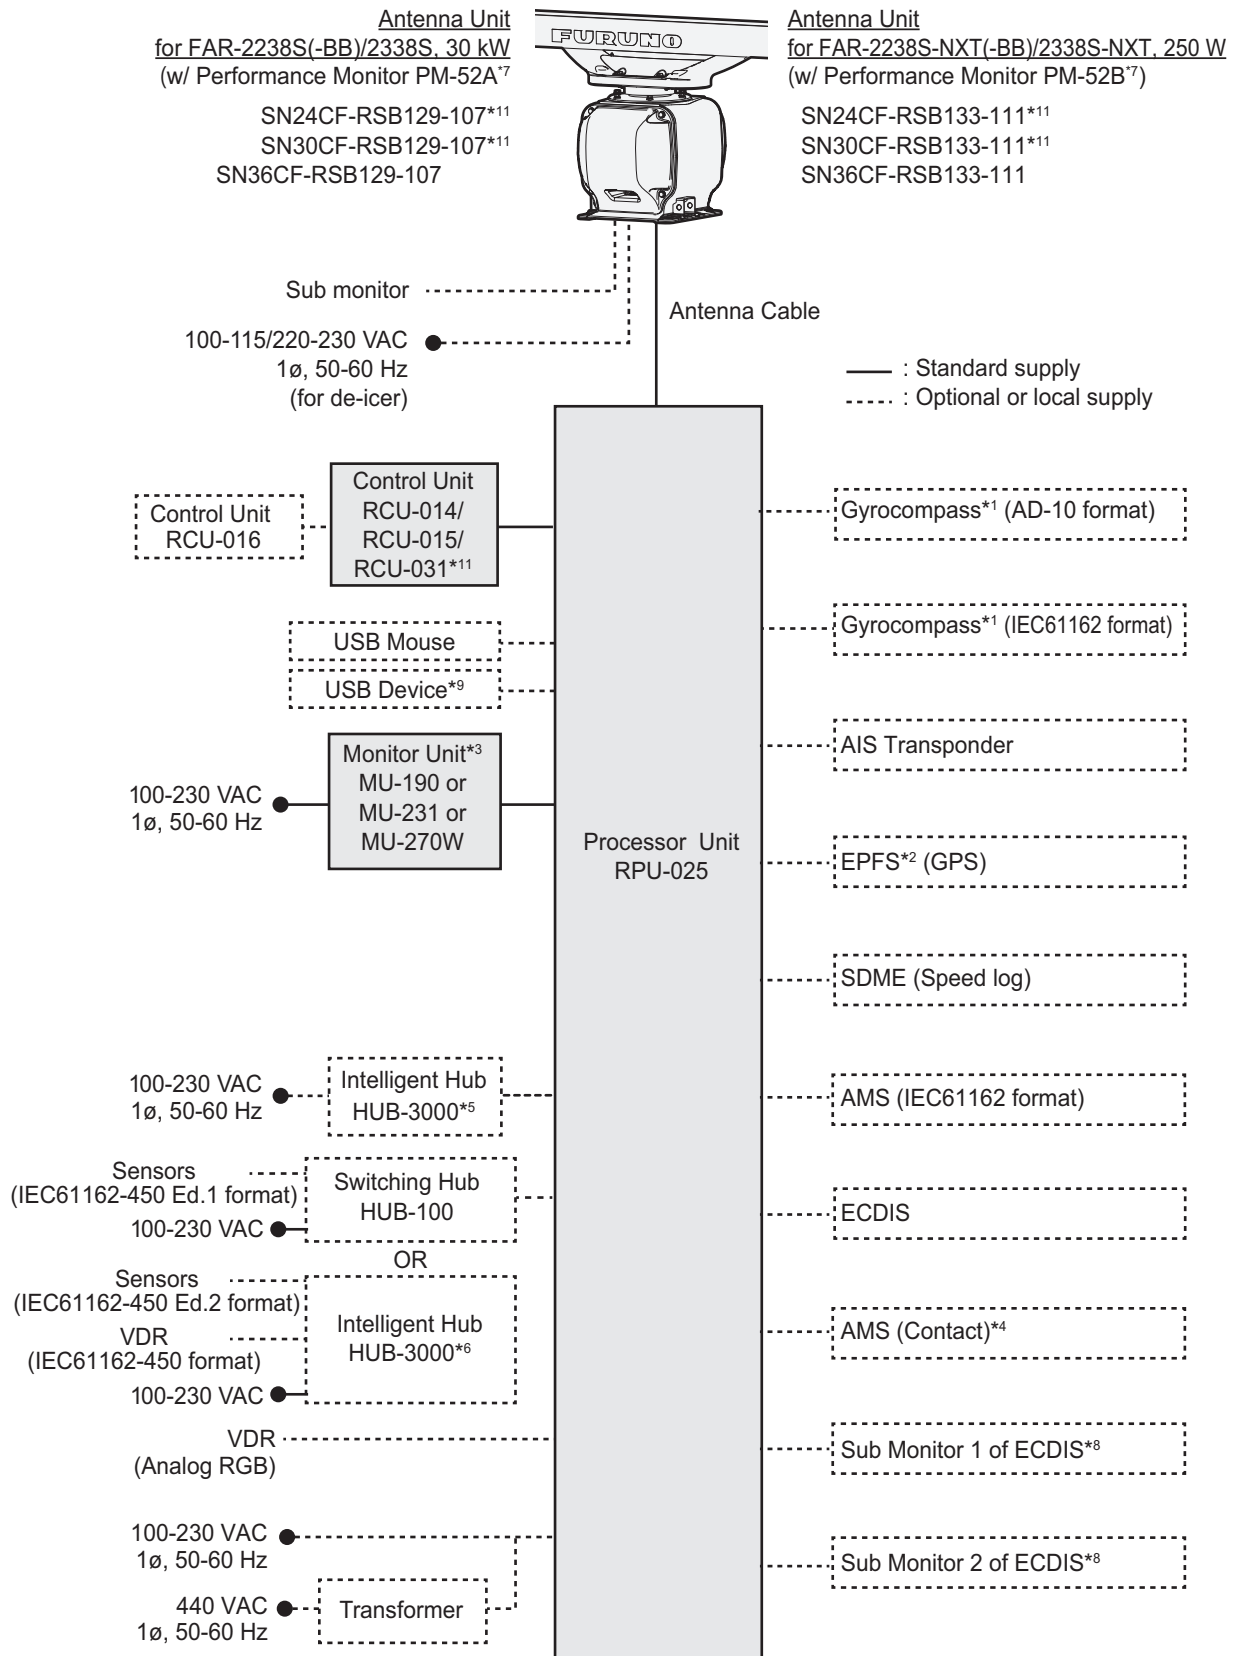 Antenna Unit
for FAR-2238S(-BB)/2338S, 30 kW
(w/ Performance Monitor PM-52A*7
SN24CF-RSB129-107*11
SN30CF-RSB129-107*11
SN36CF-RSB129-107
FURUNO
Antenna Unit
for FAR-2238S-NXT(-BB)/2338S-NXT, 250 W
(w/ Performance Monitor PM-52B*7)
SN24CF-RSB133-111*11
SN30CF-RSB133-111*11
SN36CF-RSB133-111
Sub monitor
100-115/220-230 VAC
1ø, 50-60 Hz
(for de-icer)
Antenna Cable
: Standard supply
: Optional or local supply
Control Unit
RCU-016
Control Unit
RCU-014/
RCU-015/
RCU-031*11
USB Mouse
USB Device*9
100-230 VAC
1ø, 50-60 Hz
Monitor Unit*3
MU-190 or
MU-231 or
MU-270W
Processor Unit
RPU-025
100-230 VAC
1ø, 50-60 Hz
Intelligent Hub
HUB-3000*5
Sensors
(IEC61162-450 Ed.1 format)
100-230 VAC
Switching Hub
HUB-100
OR
Sensors
(IEC61162-450 Ed.2 format)
VDR
(IEC61162-450 format)
100-230 VAC
Intelligent Hub
HUB-3000*6
VDR
(Analog RGB)
100-230 VAC
1ø, 50-60 Hz
440 VAC
1ø, 50-60 Hz
Transformer
Gyrocompass*1 (AD-10 format)
Gyrocompass*1 (IEC61162 format)
AIS Transponder
EPFS*2 (GPS)
SDME (Speed log)
AMS (IEC61162 format)
ECDIS
AMS (Contact)*4
Sub Monitor 1 of ECDIS*8
Sub Monitor 2 of ECDIS*8